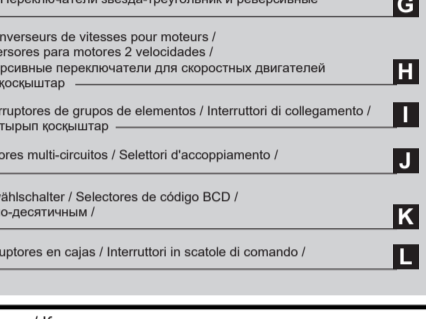 Переключатели звезда-треугольник и реверсивные
G
nverseurs de vitesses pour moteurs /
ersores para motores 2 velocidades /
рсивные переключатели для скоростных двигателей
қосқыштар
H
rruptores de grupos de elementos / Interruttori di collegamento /
тырып қосқыштар
I
ores multi-circuitos / Selettori d'accoppiamento /
J
ählschalter / Selectores de código BCD /
о-десятичным /
K
uptores en cajas / Interruttori in scatole di comando /
L